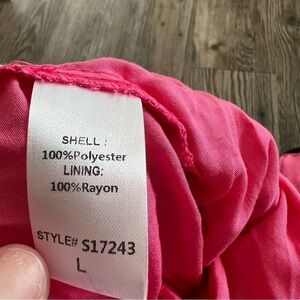 SHELL :
100%Polyester
LINING:
100%Rayon
STYLE# S17243
L